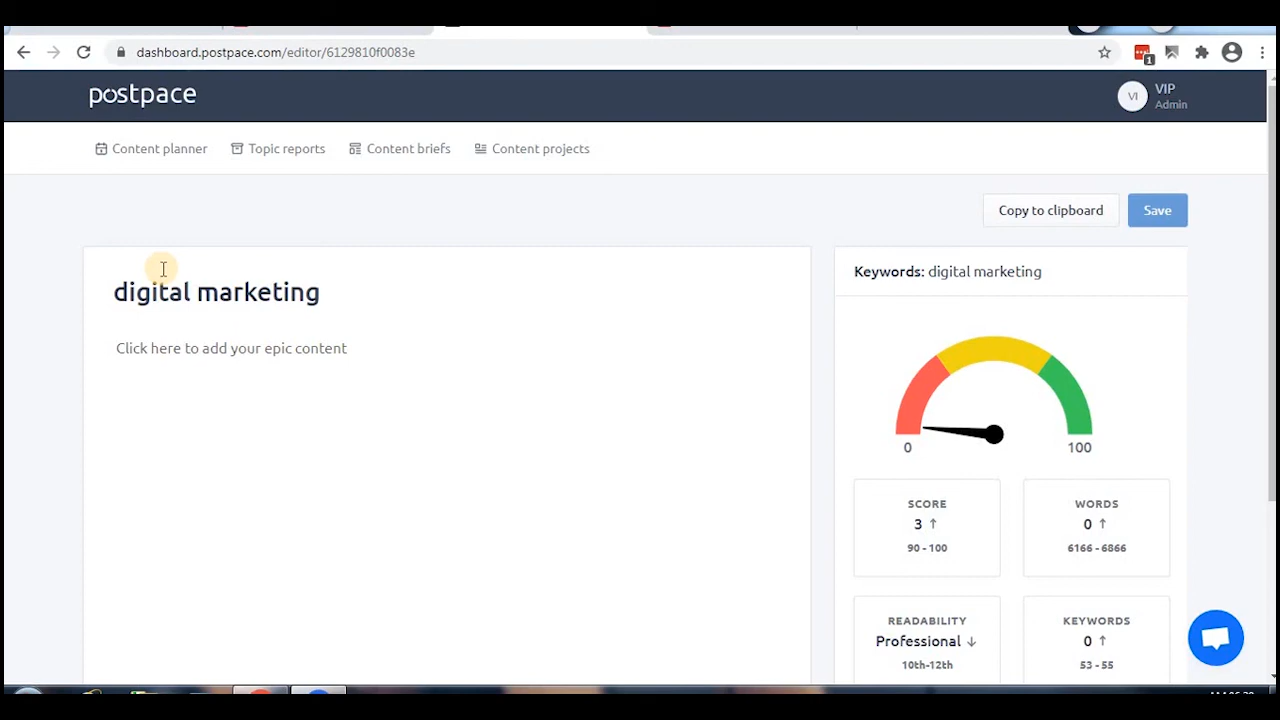 dashboard.postpace.com/editor/6129810f0083e
1
postpace
VI
VIP
Admin
Content planner
Topic reports
Content briefs
Content projects
Copy to clipboard
Save
digital marketing
Click here to add your epic content
Keywords: digital marketing
0
100
SCORE
3 ↑
90 - 100
WORDS
0 ↑
6166 - 6866
READABILITY
Professional ↓
10th-12th
KEYWORDS
0 ↑
53 - 55